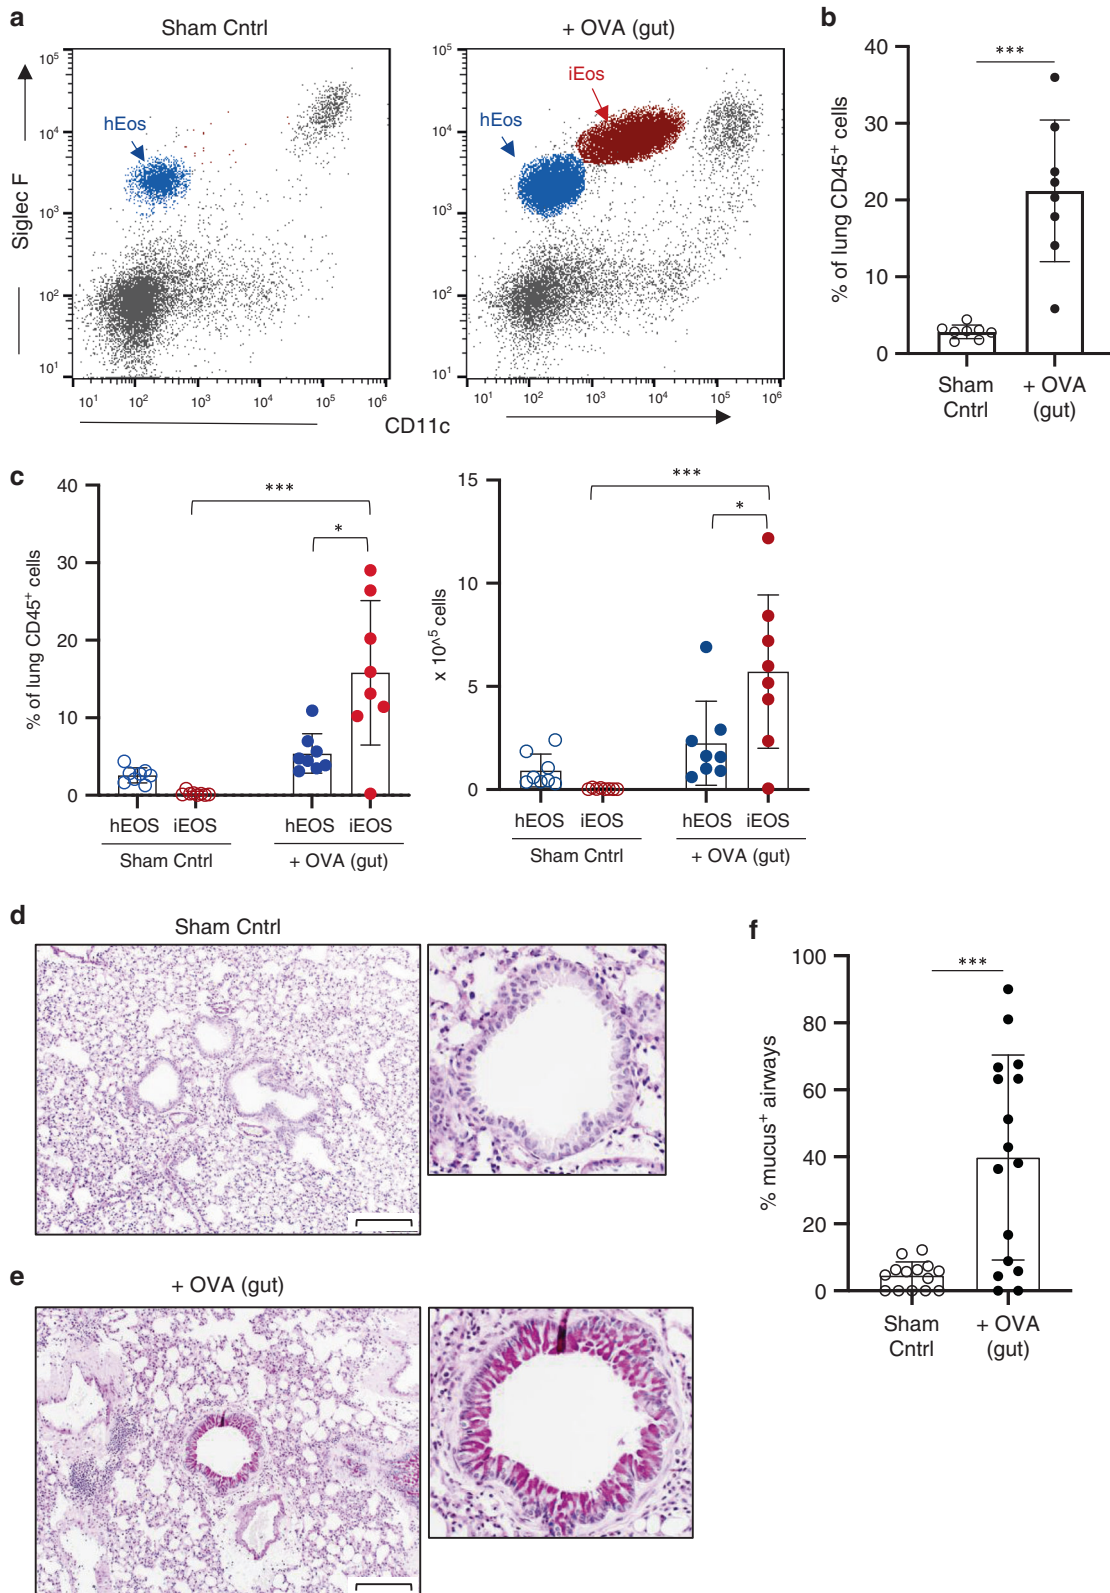 a
Sham Cntrl
+ OVA (gut)
Siglec F
10^5
10^4
10^3
10^2
10^1
hEos
10^1 10^2 10^3 10^4 10^5 10^6
10^5
10^4
10^3
10^2
10^1
iEos
hEos
10^1 10^2 10^3 10^4 10^5 10^6
CD11c
b
% of lung CD45+ cells
40
30
20
10
0
***
Sham Cntrl
+ OVA (gut)
c
% of lung CD45+ cells
40
30
20
10
0
***
*
hEOS iEOS hEOS iEOS
Sham Cntrl + OVA (gut)
x 10^5 cells
15
10
5
0
***
*
hEOS iEOS hEOS iEOS
Sham Cntrl + OVA (gut)
d
Sham Cntrl
e
+ OVA (gut)
f
% mucus+ airways
100
80
60
40
20
0
***
Sham Cntrl
+ OVA (gut)